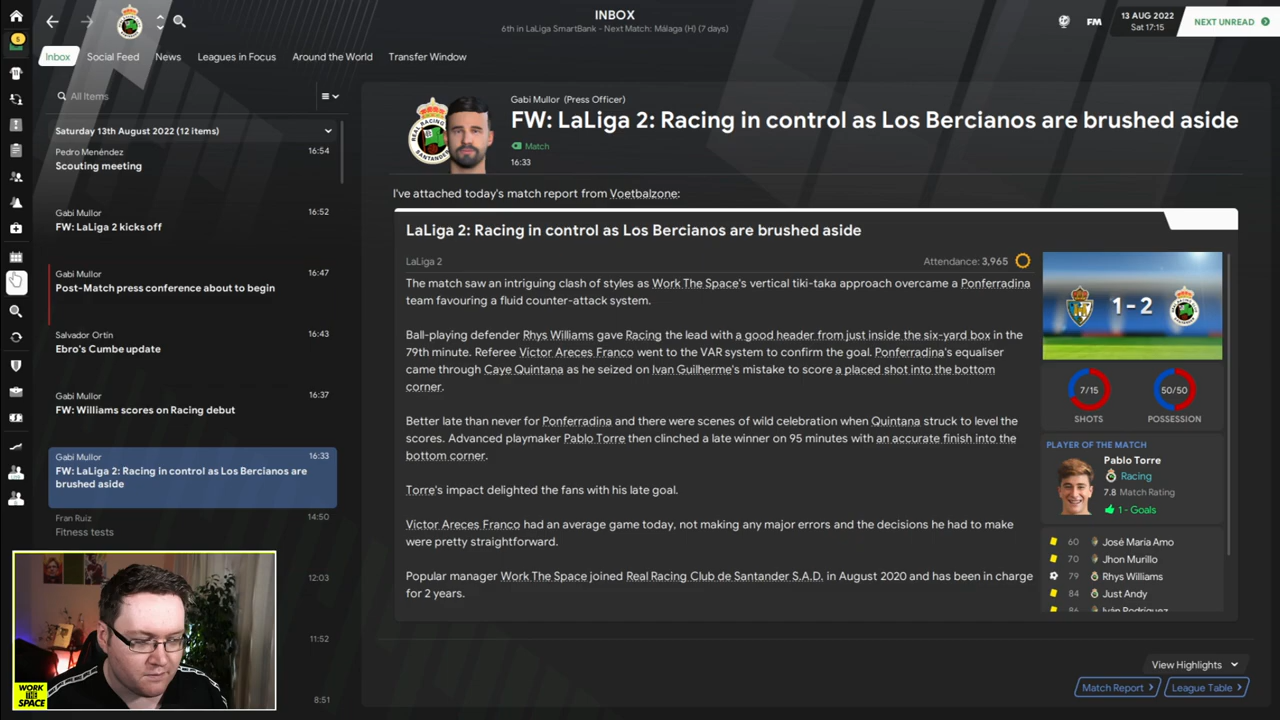 INBOX
6th in LaLiga SmartBank - Next Match: Málaga (H) (7 days)
FM
13 AUG 2022
Sat 17:15
NEXT UNREAD
5
Inbox
Social Feed
News
Leagues in Focus
Around the World
Transfer Window
All Items
Saturday 13th August 2022 (12 items)
Pedro Menéndez
16:54
Scouting meeting
Gabi Mullor
16:52
FW: LaLiga 2 kicks off
Gabi Mullor
16:47
Post-Match press conference about to begin
Salvador Ortín
16:43
Ebro's Cumbe update
Gabi Mullor
16:37
FW: Williams scores on Racing debut
Gabi Mullor
16:33
FW: LaLiga 2: Racing in control as Los Bercianos are
brushed aside
Fran Ruiz
14:50
Fitness tests
12:03
11:52
8:51
WORK
THE
SPACE
Gabi Mullor (Press Officer)
FW: LaLiga 2: Racing in control as Los Bercianos are brushed aside
Match
16:33
I've attached today's match report from Voetbalzone:
LaLiga 2: Racing in control as Los Bercianos are brushed aside
LaLiga 2
Attendance: 3,965
The match saw an intriguing clash of styles as Work The Space's vertical tiki-taka approach overcame a Ponferradina
team favouring a fluid counter-attack system.
Ball-playing defender Rhys Williams gave Racing the lead with a good header from just inside the six-yard box in the
79th minute. Referee Víctor Areces Franco went to the VAR system to confirm the goal. Ponferradina's equaliser
came through Caye Quintana as he seized on Ivan Guilherme's mistake to score a placed shot into the bottom
corner.
Better late than never for Ponferradina and there were scenes of wild celebration when Quintana struck to level the
scores. Advanced playmaker Pablo Torre then clinched a late winner on 95 minutes with an accurate finish into the
bottom corner.
Torre's impact delighted the fans with his late goal.
Víctor Areces Franco had an average game today, not making any major errors and the decisions he had to make
were pretty straightforward.
Popular manager Work The Space joined Real Racing Club de Santander S.A.D. in August 2020 and has been in charge
for 2 years.
1-2
7/15
SHOTS
50/50
POSSESSION
PLAYER OF THE MATCH
Pablo Torre
Racing
7.8 Match Rating
1 - Goals
60 José María Amo
70 Jhon Murillo
79 Rhys Williams
84 Just Andy
86 Iván Rodríguez
View Highlights
Match Report
League Table